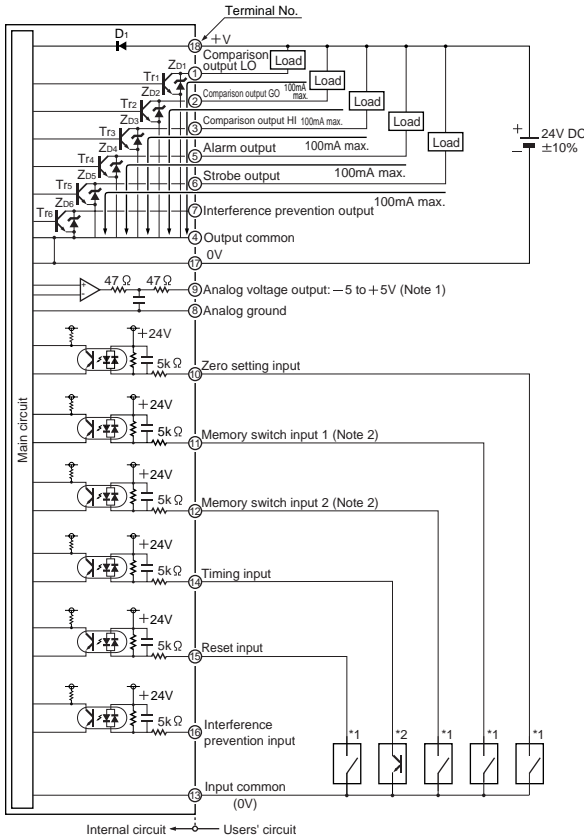 Terminal No.
D1
18
+V
Comparison
output LO
Load
ZD1
1
Tr1
ZD2
2
Comparison output GO
100mA
max.
Load
Tr2
ZD3
3
Comparison output HI 100mA max.
Load
Tr3
ZD4
5
Alarm output
100mA max.
Load
Tr4
ZD5
6
Strobe output
100mA max.
Load
Tr5
ZD6
7
Interference prevention output
100mA max.
Tr6
4
Output common
0V
17
+
−
24V DC
±10%
47 Ω
47 Ω
+
-
9
Analog voltage output: −5 to +5V (Note 1)
8
Analog ground
Main circuit
+24V
5kΩ
10
Zero setting input
+24V
5kΩ
11
Memory switch input 1 (Note 2)
+24V
5kΩ
12
Memory switch input 2 (Note 2)
+24V
5kΩ
14
Timing input
+24V
5kΩ
15
Reset input
+24V
5kΩ
16
Interference
prevention input
*1
*2
*1
*1
*1
13
Input common
(0V)
Internal circuit
Users' circuit